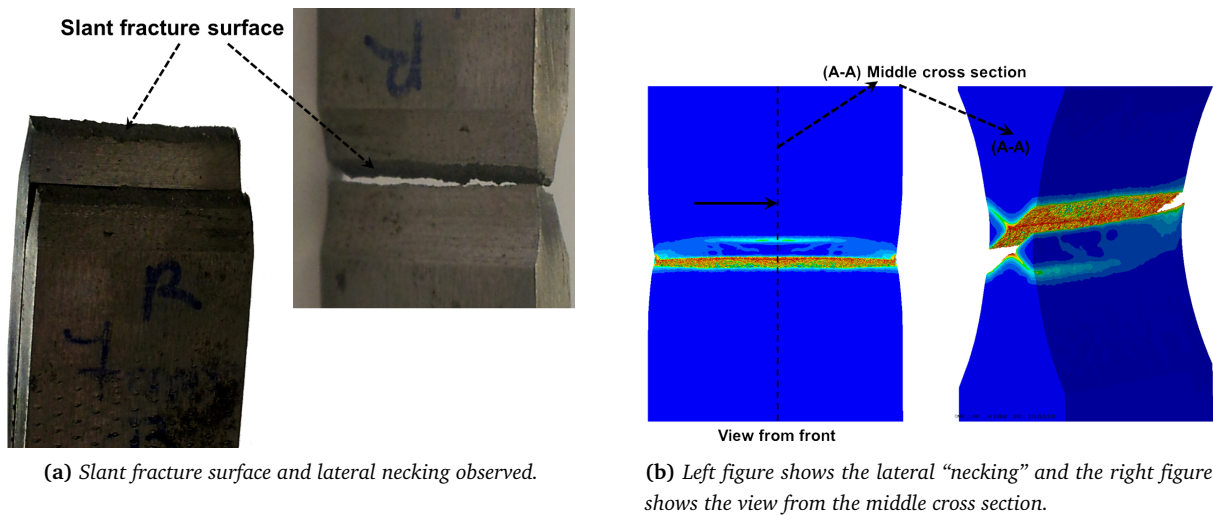 Slant fracture surface
R
R
(A-A) Middle cross section
(A-A)
View from front
(a) Slant fracture surface and lateral necking observed.
(b) Left figure shows the lateral “necking” and the right figure
shows the view from the middle cross section.